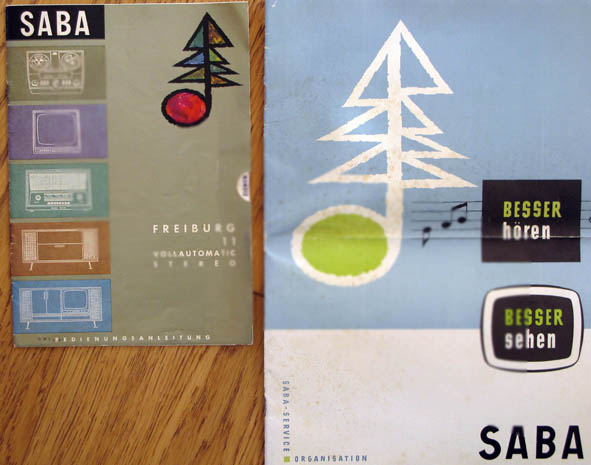 SABA
FREIBURG
11
VOLLAUTOMATIC
STEREO
BEDIENUNGSANLEITUNG
BESSER
hören
BESSER
sehen
SABA-SERVICE
ORGANISATION
SABA